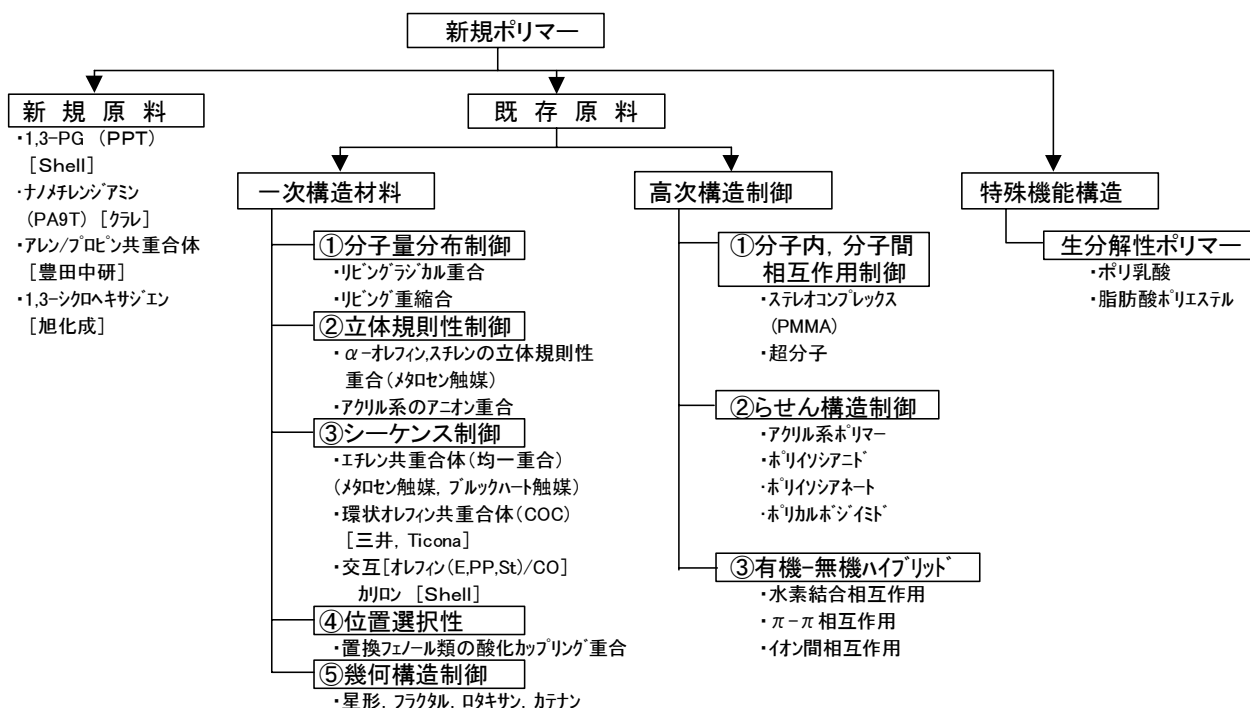 新規ポリマー
新 規 原 料
・1,3-PG (PPT)
[Shell]
・ナノメチレンジアミン
(PA9T) [クラレ]
・アレン/プロピン共重合体
[豊田中研]
・1,3-シクロヘキサジエン
[旭化成]
既 存 原 料
一次構造材料
①分子量分布制御
・リビングラジカル重合
・リビング重縮合
②立体規則性制御
・α-オレフィン,スチレンの立体規則性
重合(メタロセン触媒)
・アクリル系のアニオン重合
③シーケンス制御
・エチレン共重合体(均一重合)
(メタロセン触媒, ブルックハート触媒)
・環状オレフィン共重合体(COC)
[三井, Ticona]
・交互[オレフィン(E,PP,St)/CO]
カリロン [Shell]
④位置選択性
・置換フェノール類の酸化カップリング重合
⑤幾何構造制御
・星形, フラクタル, ロタキサン, カテナン
高次構造制御
①分子内, 分子間
相互作用制御
・ステレオコンプレックス
(PMMA)
・超分子
②らせん構造制御
・アクリル系ポリマー
・ポリイソシアニド
・ポリイソシアネート
・ポリカルボジイミド
③有機-無機ハイブリッド
・水素結合相互作用
・π-π相互作用
・イオン間相互作用
特殊機能構造
生分解性ポリマー
・ポリ乳酸
・脂肪酸ポリエステル